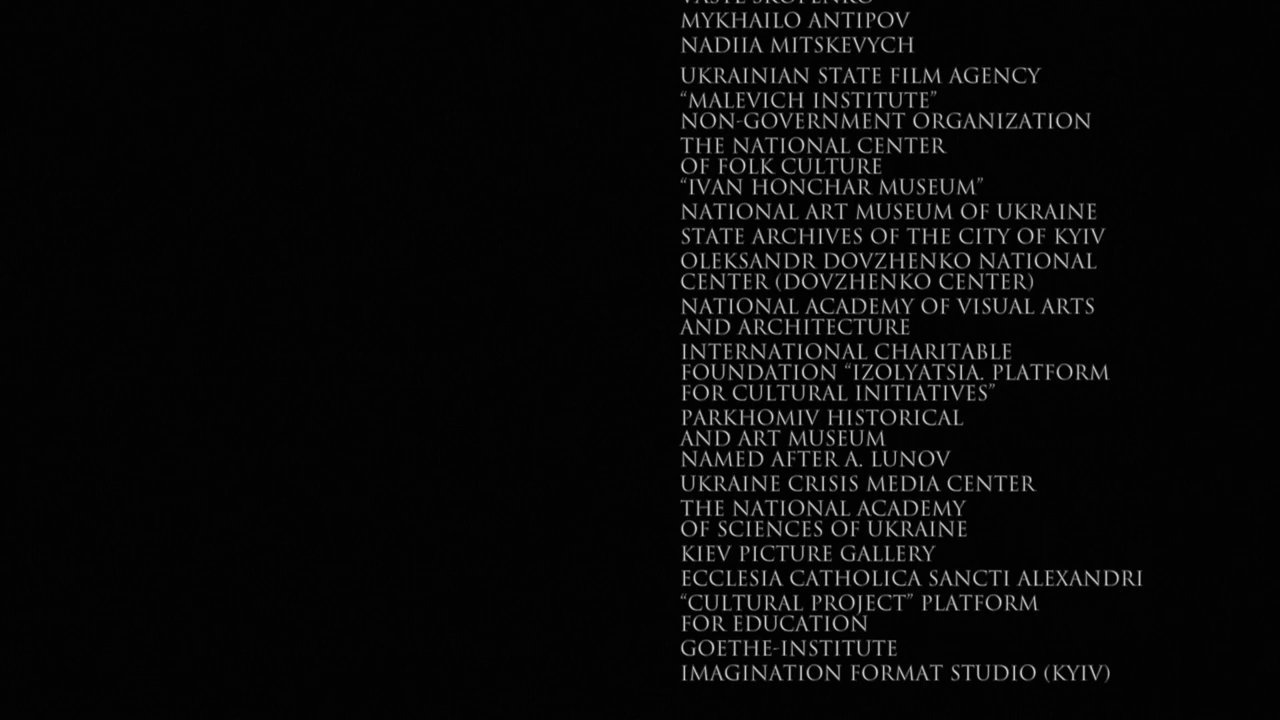 MYKHAILO ANTIPOV
NADIIA MITSKEVYCH
UKRAINIAN STATE FILM AGENCY
“MALEVICH INSTITUTE”
NON-GOVERNMENT ORGANIZATION
THE NATIONAL CENTER
OF FOLK CULTURE
“IVAN HONCHAR MUSEUM”
NATIONAL ART MUSEUM OF UKRAINE
STATE ARCHIVES OF THE CITY OF KYIV
OLEKSANDR DOVZHENKO NATIONAL
CENTER (DOVZHENKO CENTER)
NATIONAL ACADEMY OF VISUAL ARTS
AND ARCHITECTURE
INTERNATIONAL CHARITABLE
FOUNDATION “IZOLYATSIA. PLATFORM
FOR CULTURAL INITIATIVES”
PARKHOMIV HISTORICAL
AND ART MUSEUM
NAMED AFTER A. LUNOV
UKRAINE CRISIS MEDIA CENTER
THE NATIONAL ACADEMY
OF SCIENCES OF UKRAINE
KIEV PICTURE GALLERY
ECCLESIA CATHOLICA SANCTI ALEXANDRI
“CULTURAL PROJECT” PLATFORM
FOR EDUCATION
GOETHE-INSTITUTE
IMAGINATION FORMAT STUDIO (KYIV)